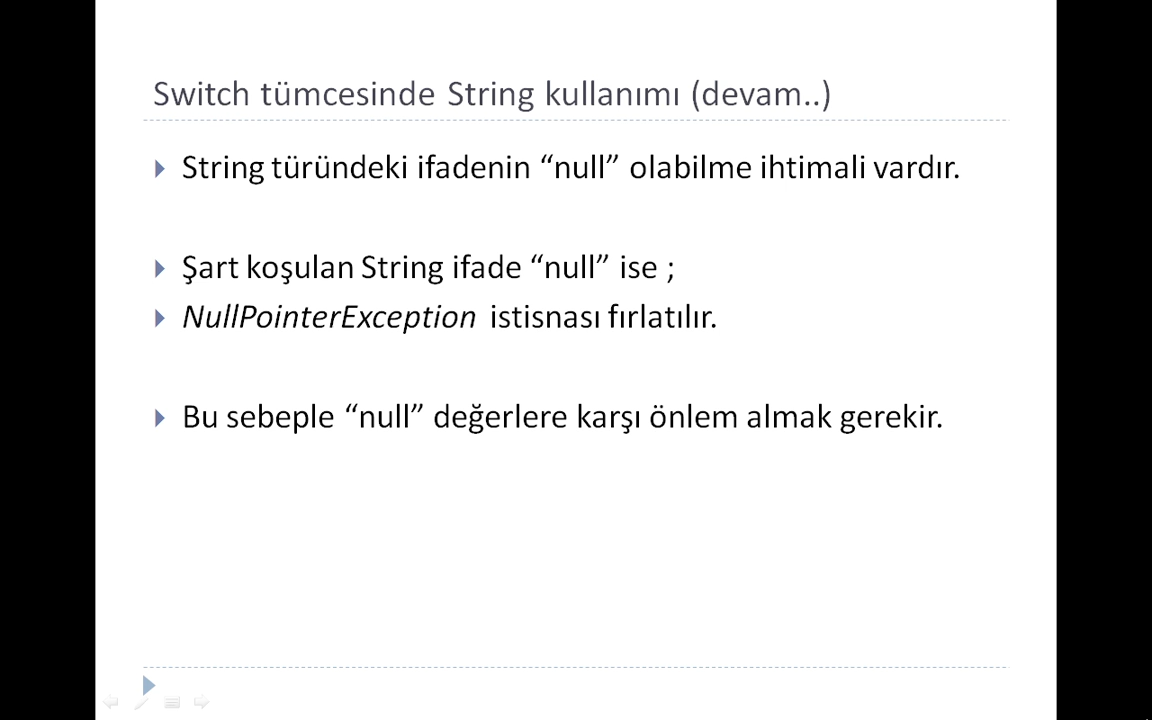 Switch tümcesinde String kullanımı (devam..)
String türündeki ifadenin “null” olabilme ihtimali vardır.
Şart koşulan String ifade “null” ise ;
NullPointerException istisnası fırlatılır.
Bu sebeple “null” değerlere karşı önlem almak gerekir.